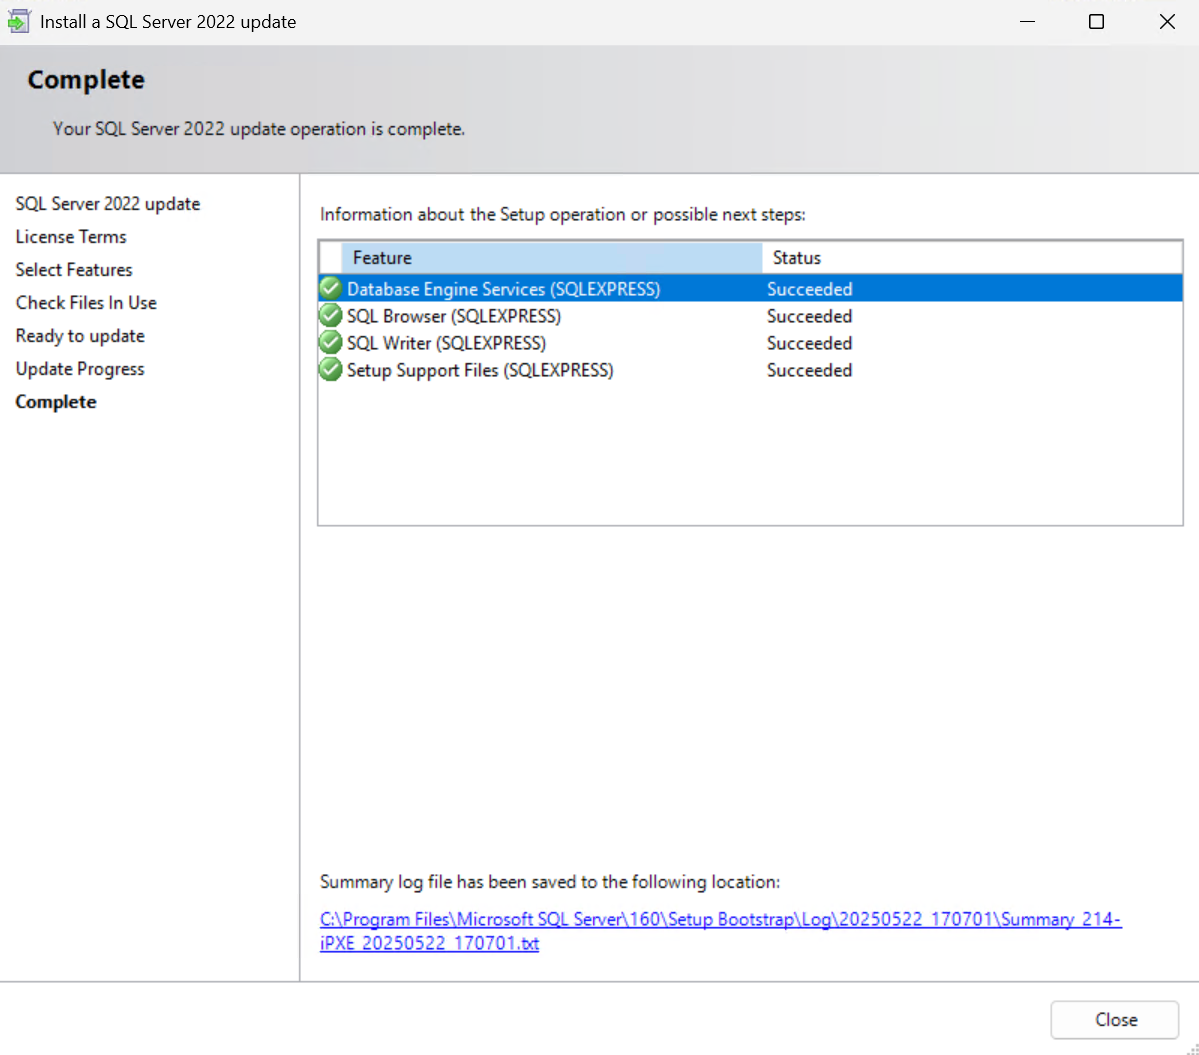 Install a SQL Server 2022 update
Complete
Your SQL Server 2022 update operation is complete.
SQL Server 2022 update
License Terms
Select Features
Check Files In Use
Ready to update
Update Progress
Complete
Information about the Setup operation or possible next steps:
Feature Status
Database Engine Services (SQLEXPRESS) Succeeded
SQL Browser (SQLEXPRESS) Succeeded
SQL Writer (SQLEXPRESS) Succeeded
Setup Support Files (SQLEXPRESS) Succeeded
Summary log file has been saved to the following location:
C:\Program Files\Microsoft SQL Server\160\Setup Bootstrap\Log\20250522_170701\Summary_214-
iPXE_20250522_170701.txt
Close